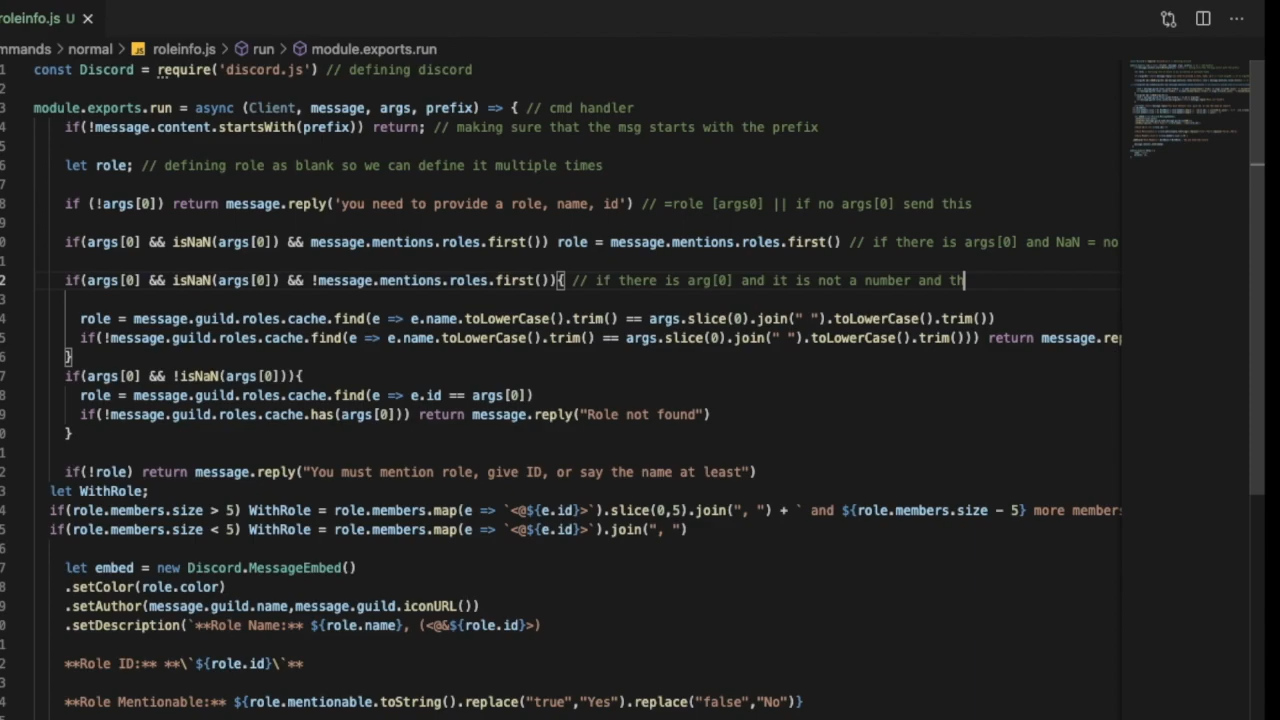 roleinfo.js U ×
mmands > normal > JS roleinfo.js > run > module.exports.run
1 const Discord = require('discord.js') // defining discord
2
3 module.exports.run = async (Client, message, args, prefix) => { // cmd handler
4 if(!message.content.startsWith(prefix)) return; // making sure that the msg starts with the prefix
5
6 let role; // defining role as blank so we can define it multiple times
7
8 if (!args[0]) return message.reply('you need to provide a role, name, id') // =role [args0] || if no args[0] send this
9
0 if(args[0] && isNaN(args[0]) && message.mentions.roles.first()) role = message.mentions.roles.first() // if there is args[0] and NaN = no
1
2 if(args[0] && isNaN(args[0]) && !message.mentions.roles.first()){ // if there is arg[0] and it is not a number and th
3
4 role = message.guild.roles.cache.find(e => e.name.toLowerCase().trim() == args.slice(0).join(" ").toLowerCase().trim())
5 if(!message.guild.roles.cache.find(e => e.name.toLowerCase().trim() == args.slice(0).join(" ").toLowerCase().trim())) return message.rep
6 }
7 if(args[0] && !isNaN(args[0])){
8 role = message.guild.roles.cache.find(e => e.id == args[0])
9 if(!message.guild.roles.cache.has(args[0])) return message.reply("Role not found")
0 }
1
2 if(!role) return message.reply("You must mention role, give ID, or say the name at least")
3 let WithRole;
4 if(role.members.size > 5) WithRole = role.members.map(e => `<@${e.id}>`).slice(0,5).join(", ") + ` and ${role.members.size - 5} more members
5 if(role.members.size < 5) WithRole = role.members.map(e => `<@${e.id}>`).join(", ")
6
7 let embed = new Discord.MessageEmbed()
8 .setColor(role.color)
9 .setAuthor(message.guild.name,message.guild.iconURL())
0 .setDescription(`**Role Name:** ${role.name}, (<@&${role.id}>)
1
2 **Role ID:** **\`${role.id}\`**
3
4 **Role Mentionable:** ${role.mentionable.toString().replace("true","Yes").replace("false","No")}